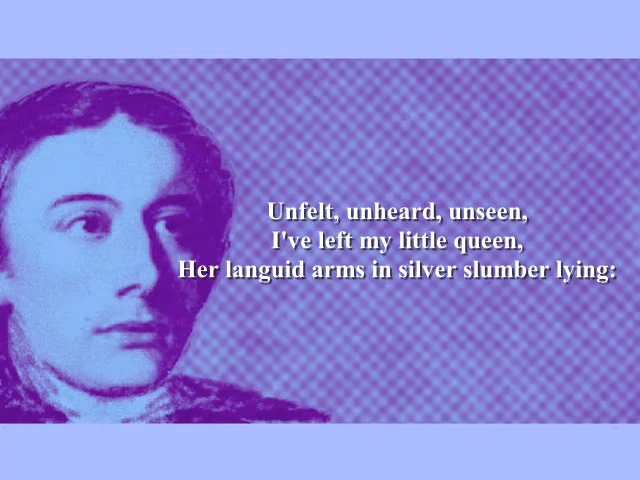 Unfelt, unheard, unseen,
I've left my little queen,
Her languid arms in silver slumber lying: